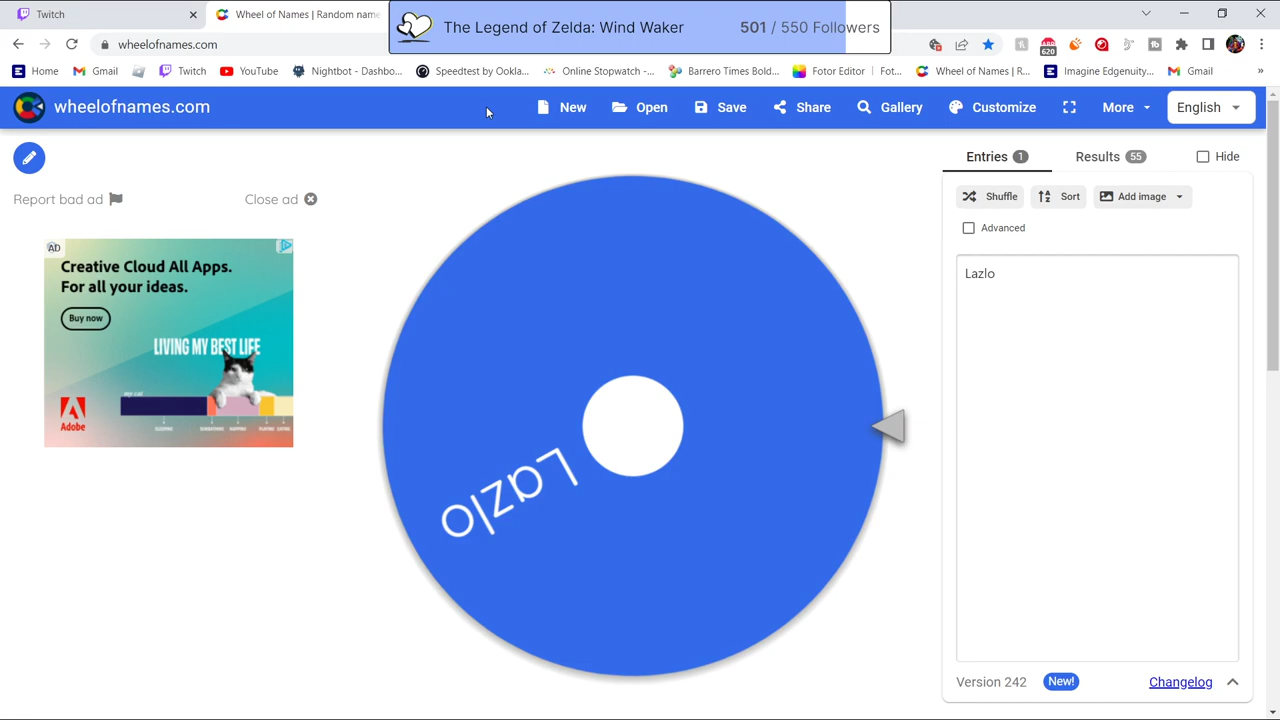 Twitch
Wheel of Names | Random name
The Legend of Zelda: Wind Waker 501 / 550 Followers
wheelofnames.com
620
Home Gmail Twitch YouTube Nightbot - Dashbo... Speedtest by Ookla... Online Stopwatch -... Barrero Times Bold... Fotor Editor | Fot... Wheel of Names | R... Imagine Edgenuity... Gmail »
wheelofnames.com New Open Save Share Gallery Customize More English
Entries 1 Results 55 Hide
Report bad ad Close ad
Shuffle Sort Add image
Advanced
AD
Creative Cloud All Apps.
For all your ideas.
Buy now
LIVING MY BEST LIFE
Adobe
Lazlo
Lazlo
Version 242 New! Changelog